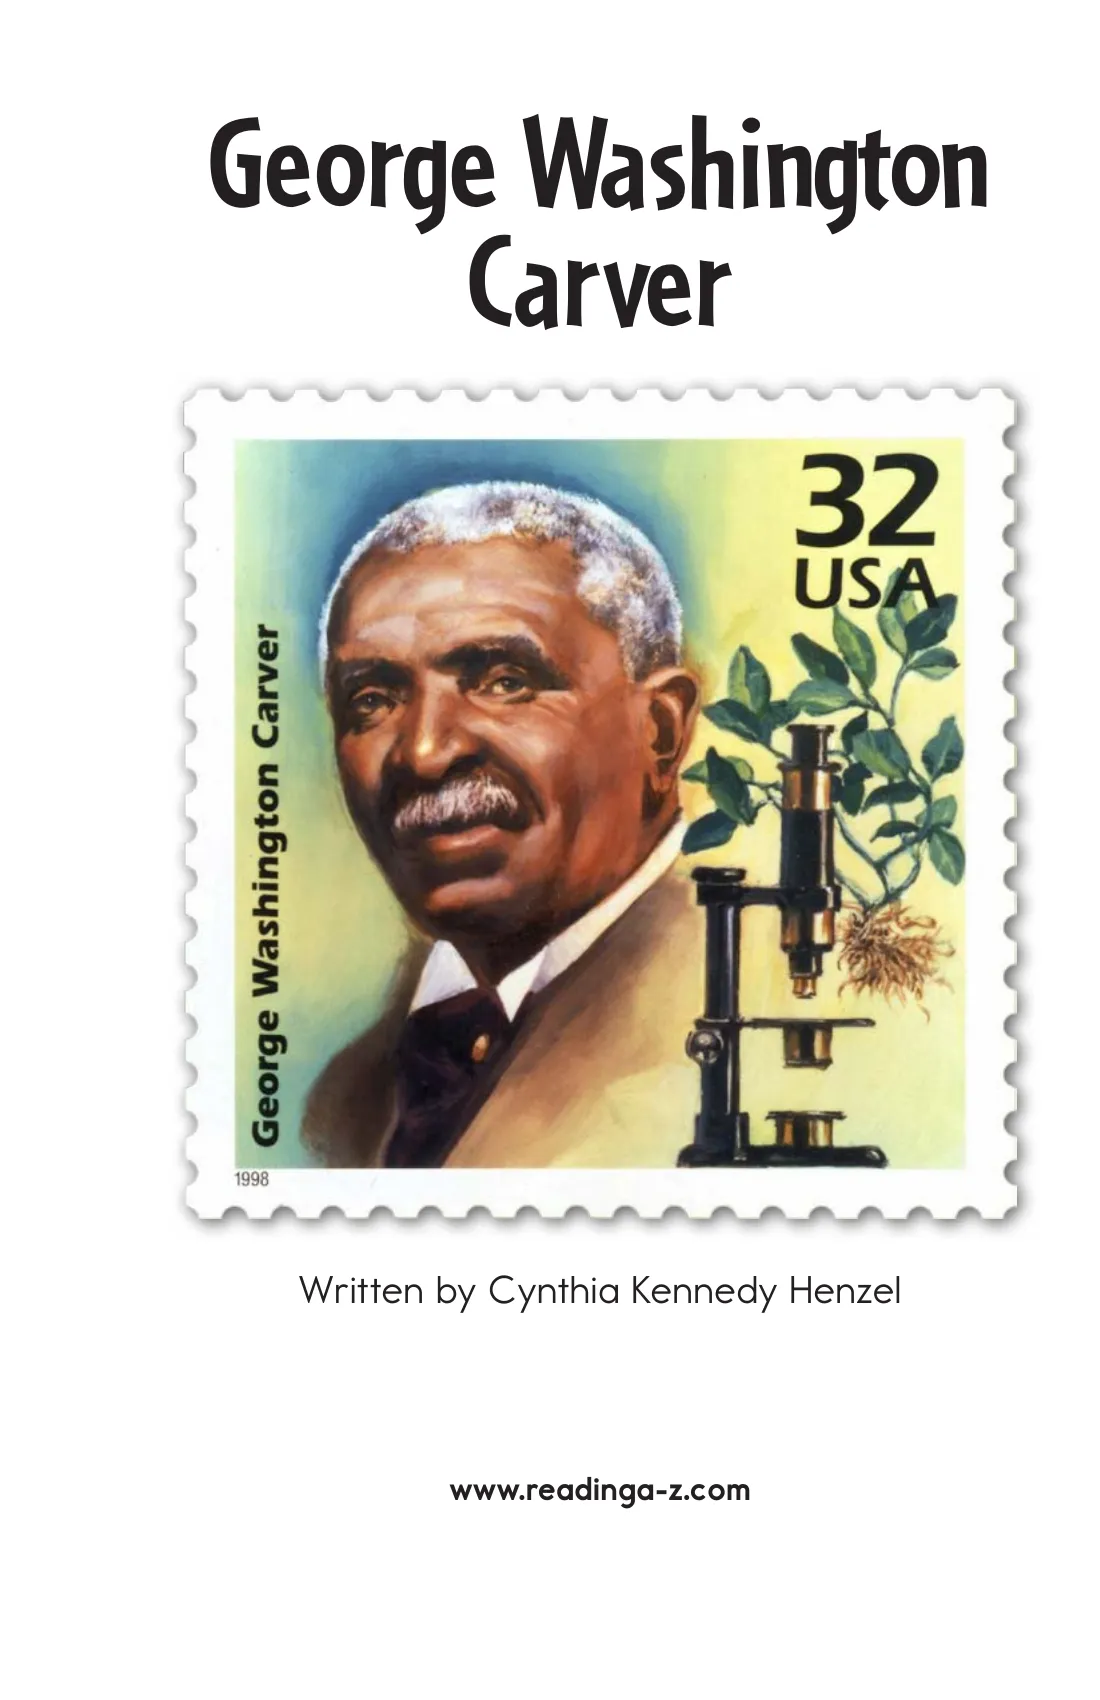 George Washington
Carver
32
USA
George Washington Carver
1998
Written by Cynthia Kennedy Henzel
www.readinga-z.com